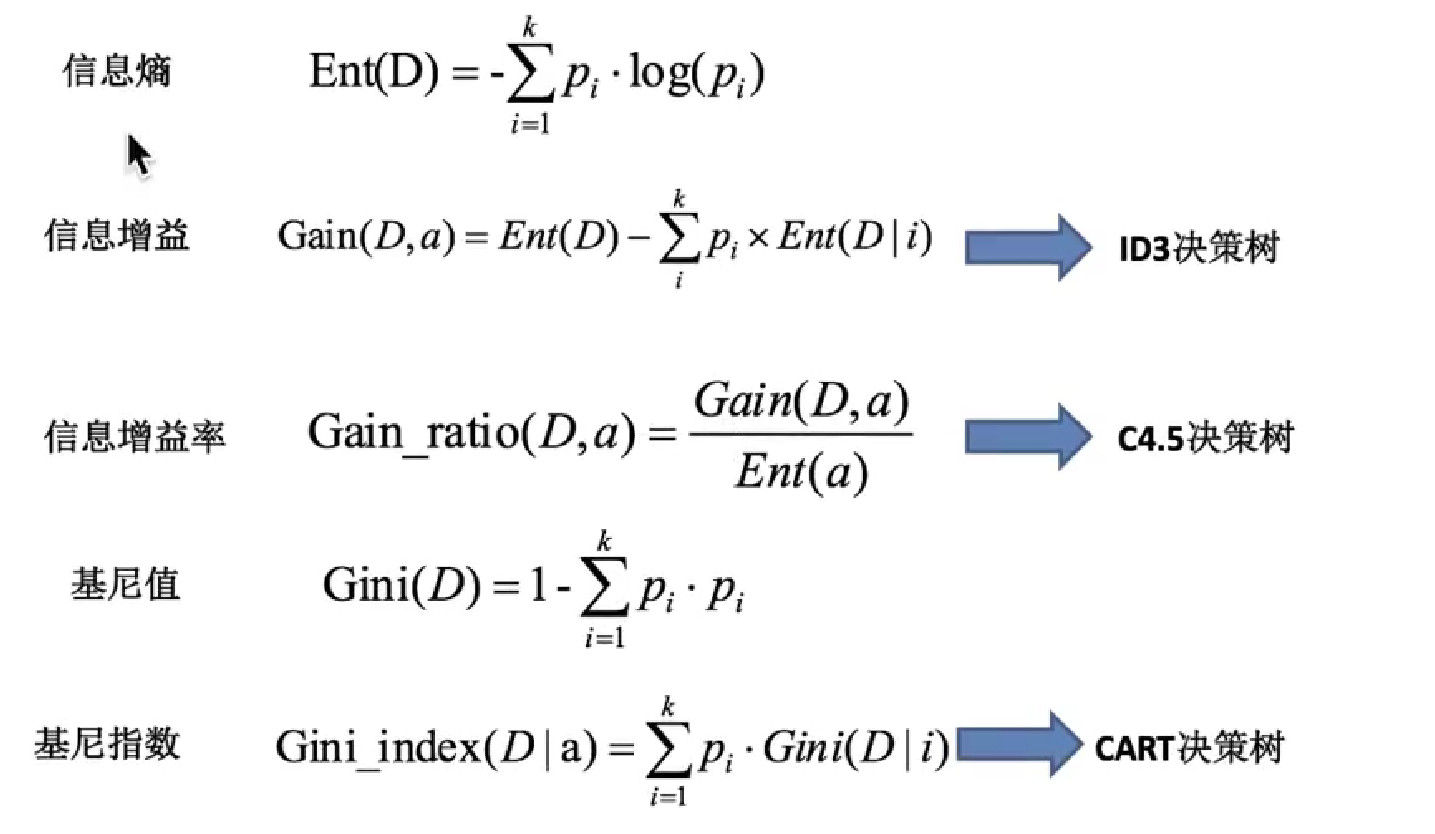 信息熵 Ent(D) = -∑_{i=1}^{k} p_i · log(p_i)
信息增益 Gain(D,a) = Ent(D) − ∑_{i}^{k} p_i × Ent(D | i) ID3决策树
信息增益率 Gain_ratio(D,a) = Gain(D,a) / Ent(a) C4.5决策树
基尼值 Gini(D) = 1 - ∑_{i=1}^{k} p_i · p_i
基尼指数 Gini_index(D | a) = ∑_{i=1}^{k} p_i · Gini(D | i) CART决策树